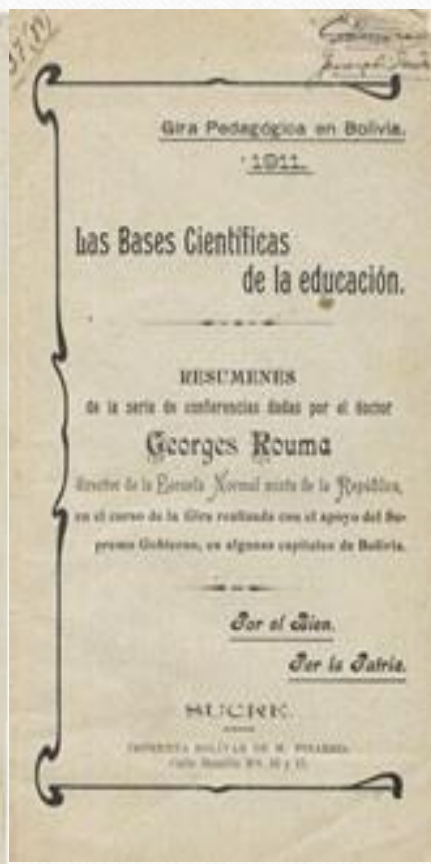 Gira Pedagógica en Bolivia.
1911.
Las Bases Científicas
de la educación.
RESUMENES
de la serie de conferencias dadas por el doctor
Georges Rouma
director de la Escuela Normal mixta de la República,
en el curso de la Gira realizada con el apoyo del Su-
premo Gobierno, en algunas capitales de Bolivia.
Por el Bien.
Por la Patria.
SUCRE.
IMPRENTA BOLÍVAR DE M. PIZARRO.